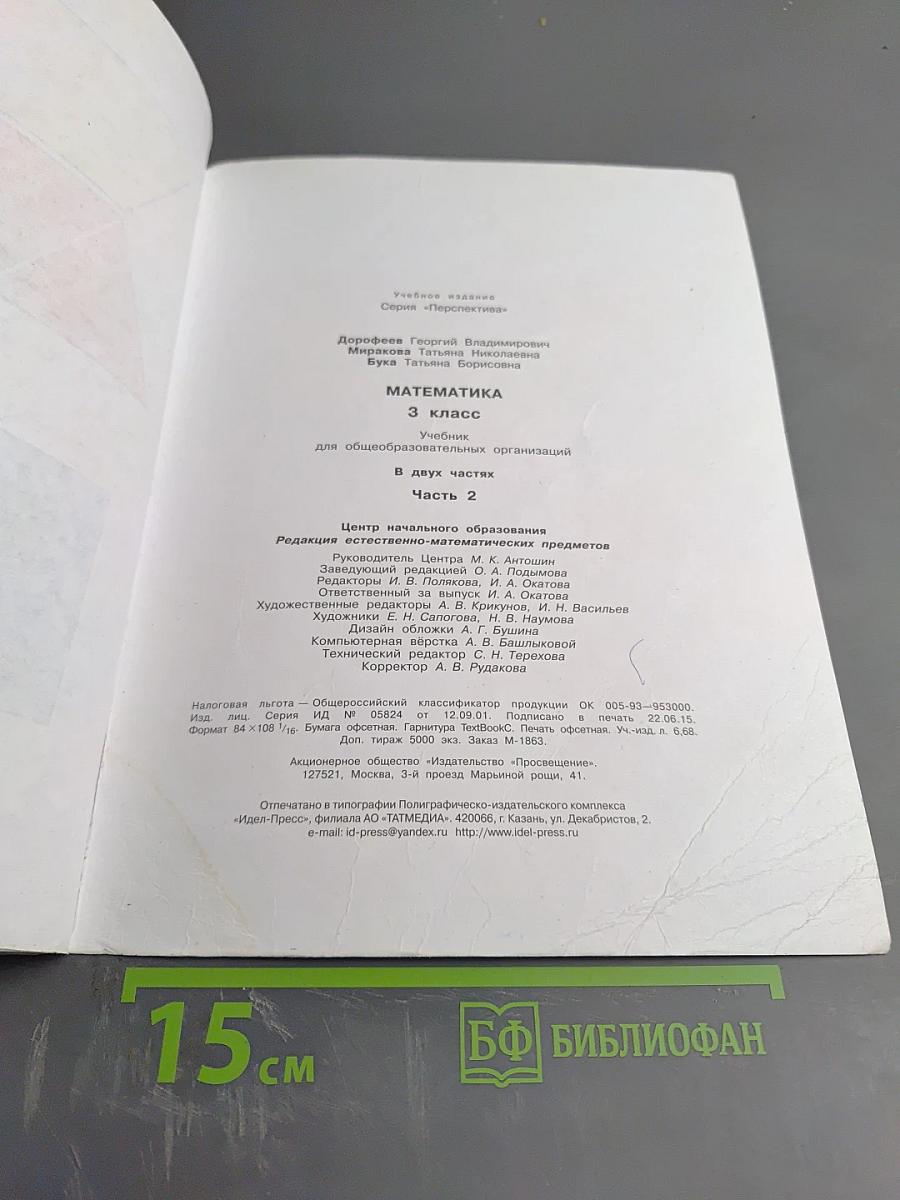 Учебное издание
Серия «Перспектива»
Дорофеев Георгий Владимирович
Миракова Татьяна Николаевна
Бука Татьяна Борисовна
МАТЕМАТИКА
3 класс
Учебник
для общеобразовательных организаций
В двух частях
Часть 2
Центр начального образования
Редакция естественно-математических предметов
Руководитель Центра М. К. Антошин
Заведующий редакцией О. А. Подымова
Редакторы И. В. Полякова, И. А. Окатова
Ответственный за выпуск И. А. Окатова
Художественные редакторы А. В. Крикунов, И. Н. Васильев
Художники Е. Н. Сапогова, Н. В. Наумова
Дизайн обложки А. Г. Бушина
Компьютерная вёрстка А. В. Башлыковой
Технический редактор С. Н. Терехова
Корректор А. В. Рудакова
Налоговая льгота — Общероссийский классификатор продукции ОК 005-93—953000.
Изд. лиц. Серия ИД № 05824 от 12.09.01. Подписано в печать 22.06.15.
Формат 84×108 1/16. Бумага офсетная. Гарнитура TextBookC. Печать офсетная. Уч.-изд. л. 6,68.
Доп. тираж 5000 экз. Заказ М-1863.
Акционерное общество «Издательство «Просвещение».
127521, Москва, 3-й проезд Марьиной рощи, 41.
Отпечатано в типографии Полиграфическо-издательского комплекса
«Идел-Пресс», филиала АО «ТАТМЕДИА». 420066, г. Казань, ул. Декабристов, 2.
e-mail: id-press@yandex.ru http://www.idel-press.ru
15 см
БФ БИБЛИОФАН